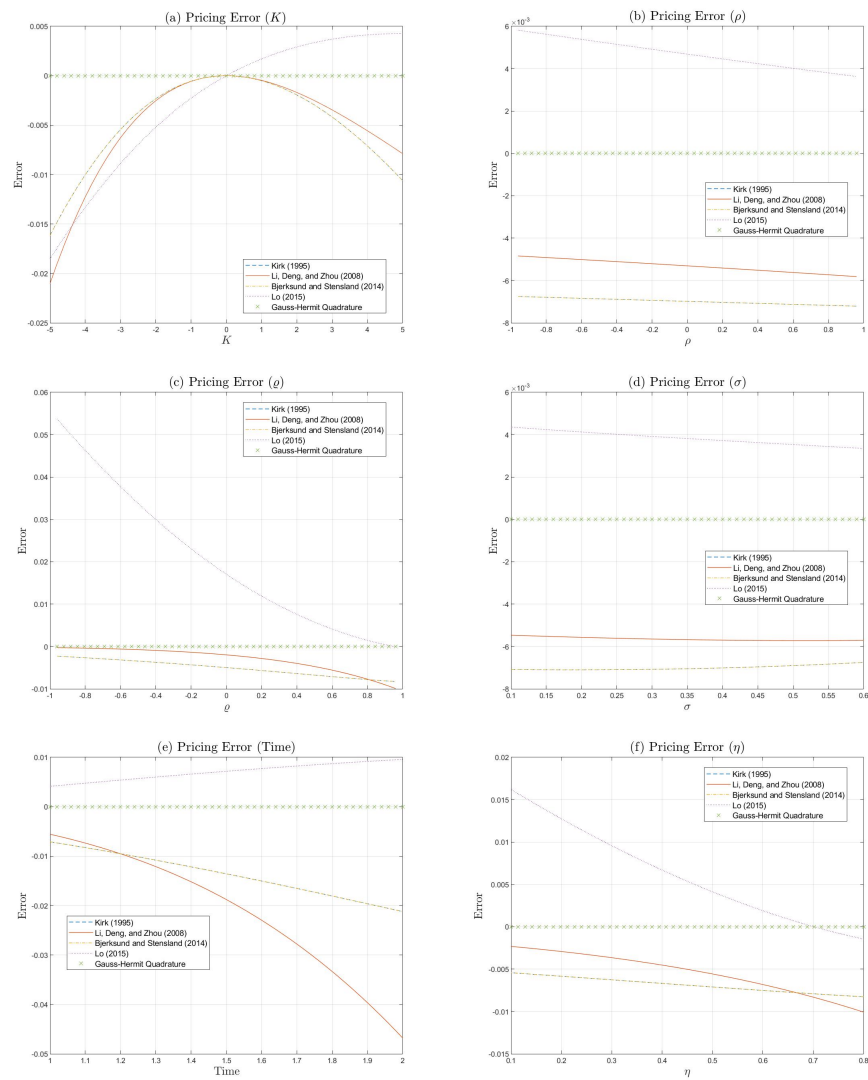 (a) Pricing Error (K)
0.005
0
-0.005
-0.01
-0.015
-0.02
-0.025
Error
-5 -4 -3 -2 -1 0 1 2 3 4 5
K
Kirk (1995)
Li, Deng, and Zhou (2008)
Bjerksund and Stensland (2014)
Lo (2015)
Gauss-Hermit Quadrature
(b) Pricing Error (ρ)
×10⁻³
6
4
2
0
-2
-4
-6
-8
Error
-1 -0.8 -0.6 -0.4 -0.2 0 0.2 0.4 0.6 0.8 1
ρ
Kirk (1995)
Li, Deng, and Zhou (2008)
Bjerksund and Stensland (2014)
Lo (2015)
Gauss-Hermit Quadrature
(c) Pricing Error (ϱ)
0.06
0.05
0.04
0.03
0.02
0.01
0
-0.01
Error
-1 -0.8 -0.6 -0.4 -0.2 0 0.2 0.4 0.6 0.8 1
ϱ
Kirk (1995)
Li, Deng, and Zhou (2008)
Bjerksund and Stensland (2014)
Lo (2015)
Gauss-Hermit Quadrature
(d) Pricing Error (σ)
×10⁻³
6
4
2
0
-2
-4
-6
-8
Error
0.1 0.15 0.2 0.25 0.3 0.35 0.4 0.45 0.5 0.55 0.6
σ
Kirk (1995)
Li, Deng, and Zhou (2008)
Bjerksund and Stensland (2014)
Lo (2015)
Gauss-Hermit Quadrature
(e) Pricing Error (Time)
0.01
0
-0.01
-0.02
-0.03
-0.04
-0.05
Error
1 1.1 1.2 1.3 1.4 1.5 1.6 1.7 1.8 1.9 2
Time
Kirk (1995)
Li, Deng, and Zhou (2008)
Bjerksund and Stensland (2014)
Lo (2015)
Gauss-Hermit Quadrature
(f) Pricing Error (η)
0.02
0.015
0.01
0.005
0
-0.005
-0.01
-0.015
Error
0.1 0.2 0.3 0.4 0.5 0.6 0.7 0.8
η
Kirk (1995)
Li, Deng, and Zhou (2008)
Bjerksund and Stensland (2014)
Lo (2015)
Gauss-Hermit Quadrature